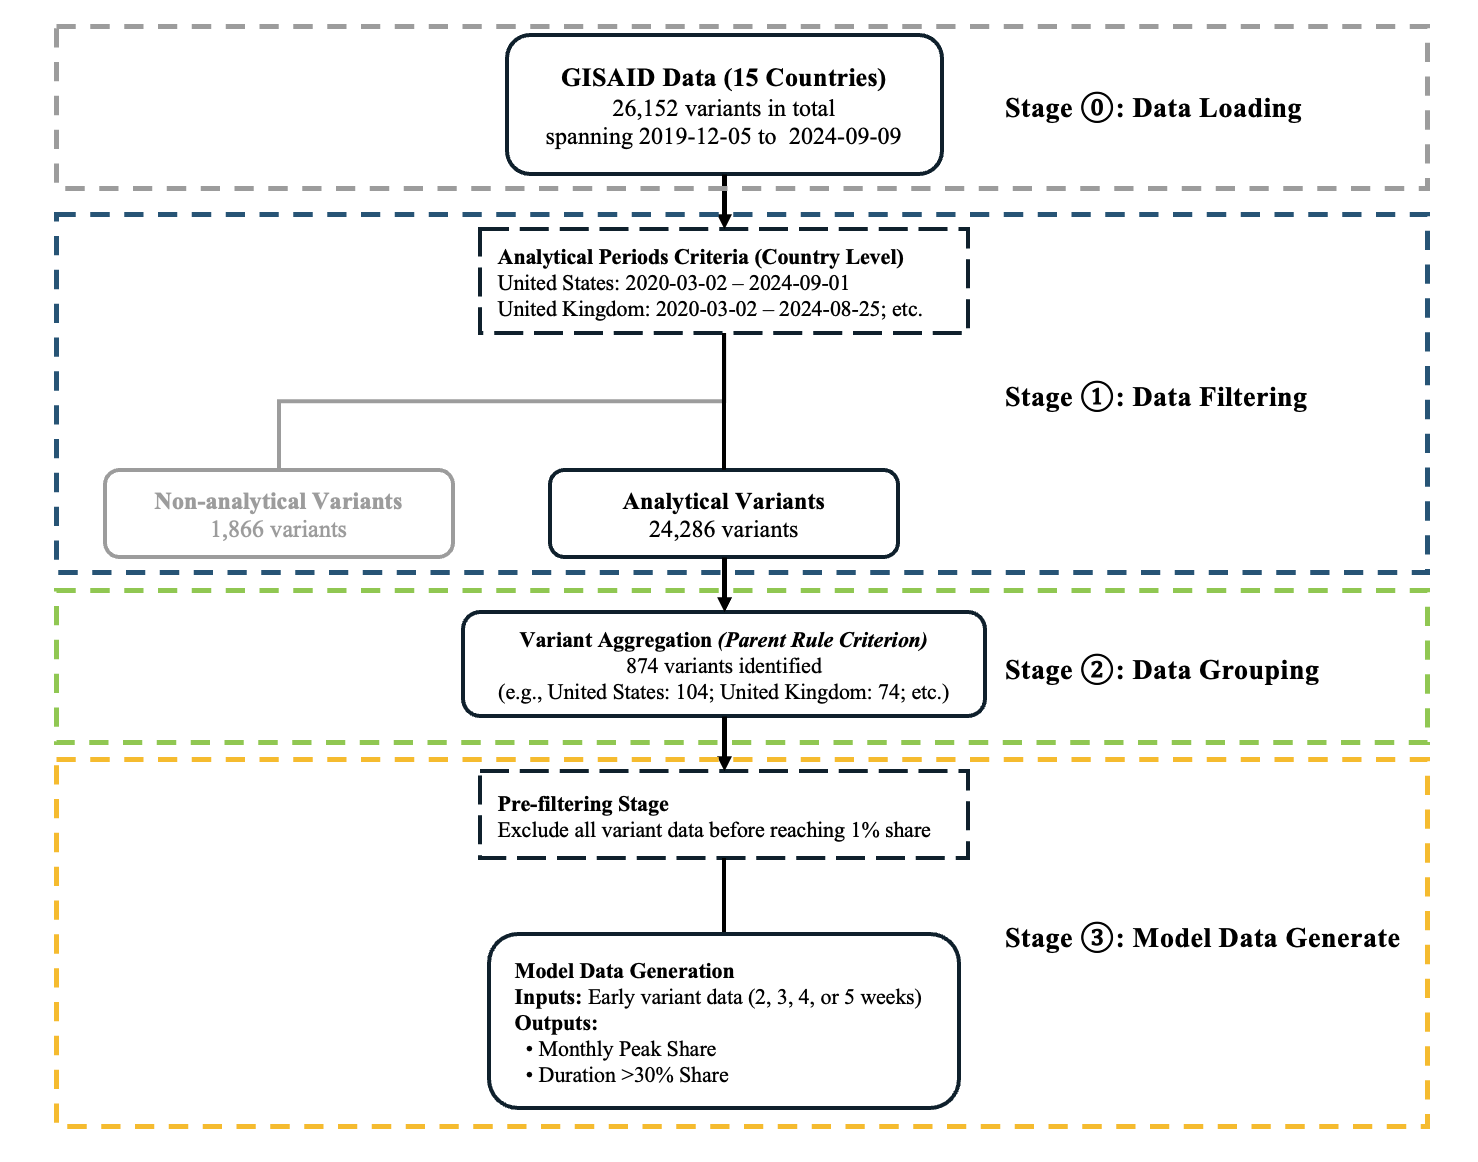 GISAID Data (15 Countries)
26,152 variants in total
spanning 2019-12-05 to 2024-09-09
Stage ⓪: Data Loading
Analytical Periods Criteria (Country Level)
United States: 2020-03-02 – 2024-09-01
United Kingdom: 2020-03-02 – 2024-08-25; etc.
Stage ①: Data Filtering
Non-analytical Variants
1,866 variants
Analytical Variants
24,286 variants
Variant Aggregation (Parent Rule Criterion)
874 variants identified
(e.g., United States: 104; United Kingdom: 74; etc.)
Stage ②: Data Grouping
Pre-filtering Stage
Exclude all variant data before reaching 1% share
Stage ③: Model Data Generate
Model Data Generation
Inputs: Early variant data (2, 3, 4, or 5 weeks)
Outputs:
• Monthly Peak Share
• Duration >30% Share